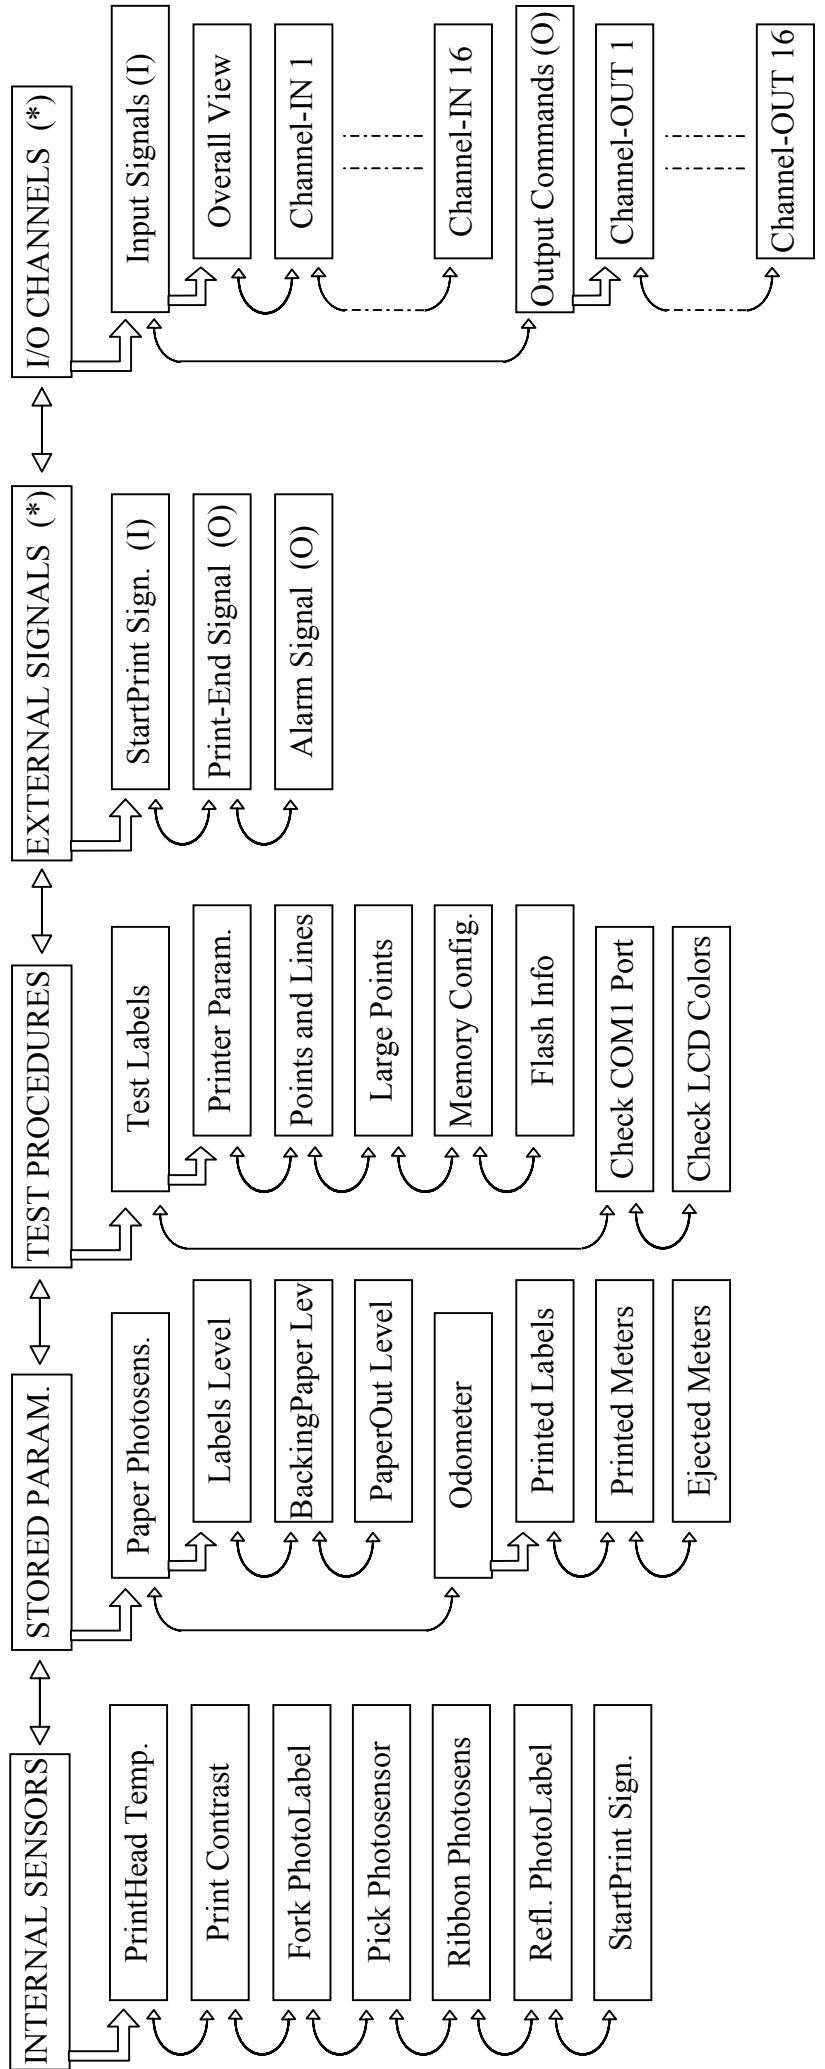 INTERNAL SENSORS
PrintHead Temp.
Print Contrast
Fork PhotoLabel
Pick Photosensor
Ribbon Photosens
Refl. PhotoLabel
StartPrint Sign.
STORED PARAM.
Paper Photosens.
Labels Level
BackingPaper Lev
PaperOut Level
Odometer
Printed Labels
Printed Meters
Ejected Meters
TEST PROCEDURES
Test Labels
Printer Param.
Points and Lines
Large Points
Memory Config.
Flash Info
Check COM1 Port
Check LCD Colors
EXTERNAL SIGNALS (*)
StartPrint Sign. (I)
Print-End Signal (O)
Alarm Signal (O)
I/O CHANNELS (*)
Input Signals (I)
Overall View
Channel-IN 1
Channel-IN 16
Output Commands (O)
Channel-OUT 1
Channel-OUT 16